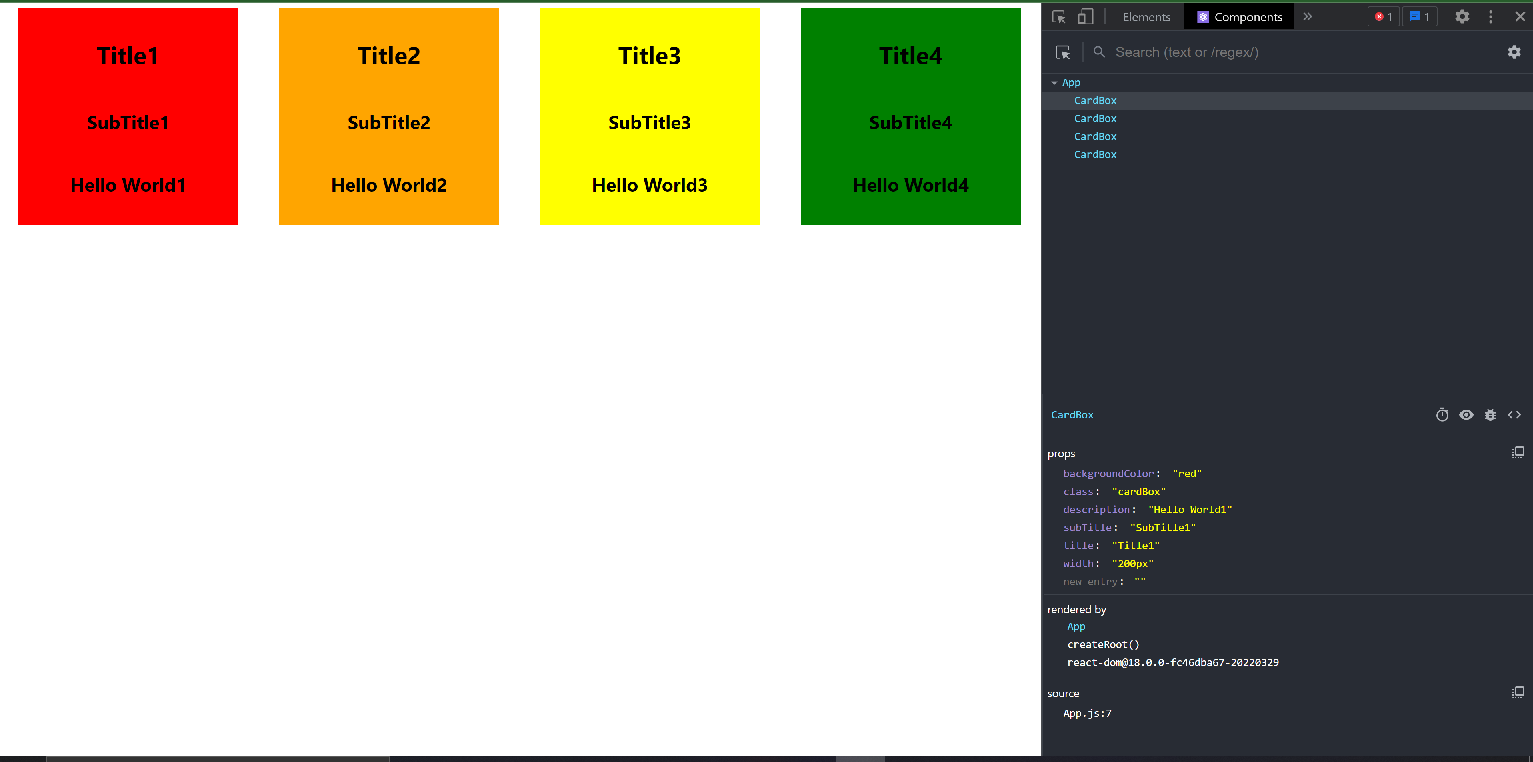 Title1
SubTitle1
Hello World1
Title2
SubTitle2
Hello World2
Title3
SubTitle3
Hello World3
Title4
SubTitle4
Hello World4
Elements
Components
1
1
Search (text or /regex/)
App
CardBox
CardBox
CardBox
CardBox
CardBox
props
backgroundColor: "red"
class: "cardBox"
description: "Hello World1"
subTitle: "SubTitle1"
title: "Title1"
width: "200px"
new entry: ""
rendered by
App
createRoot()
react-dom@18.0.0-fc46dba67-20220329
source
App.js:7